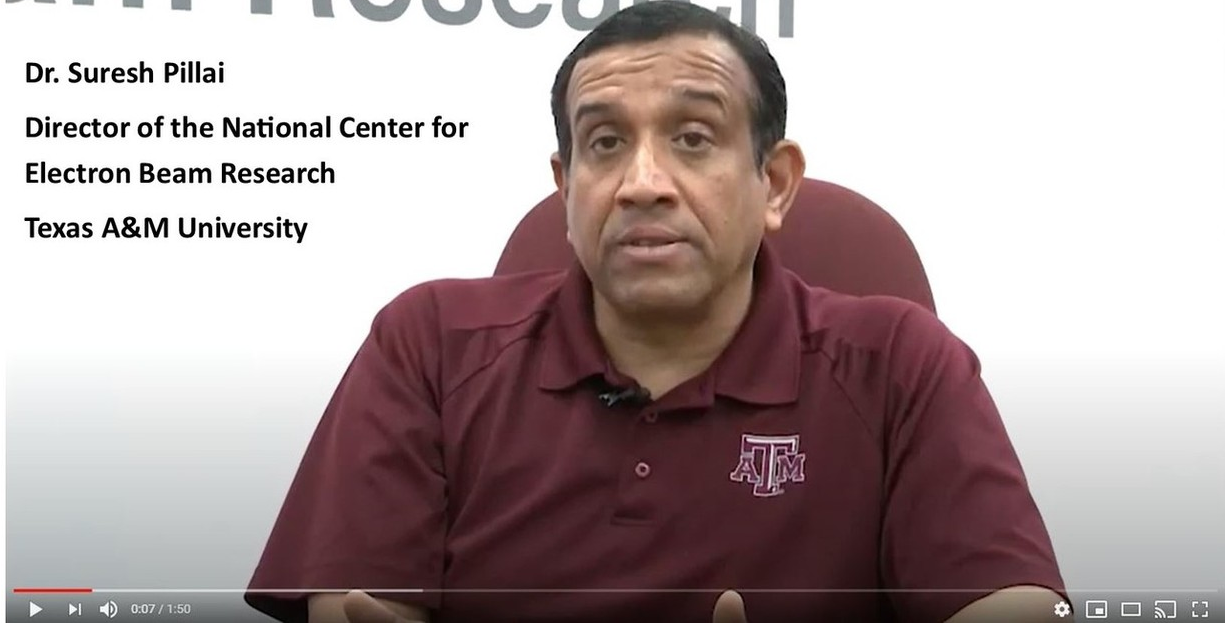 Research
Dr. Suresh Pillai
Director of the National Center for
Electron Beam Research
Texas A&M University
ATM
0:07 / 1:50